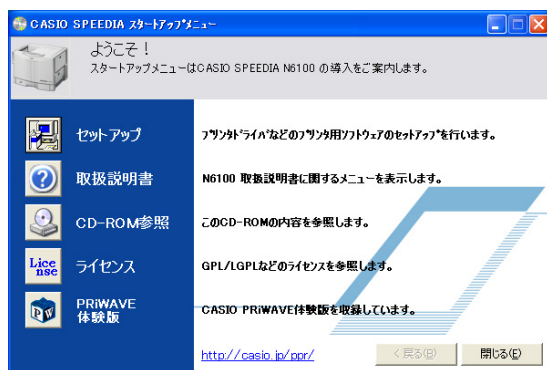 CASIO SPEEDIA ｽﾀｰﾄｱｯﾌﾟﾒﾆｭｰ
ようこそ！
スタートアップメニューはCASIO SPEEDIA N6100 の導入をご案内します。
セットアップ
ﾌﾟﾘﾝﾀﾄﾞﾗｲﾊﾞなどのﾌﾟﾘﾝﾀ用ｿﾌﾄｳｪｱのｾｯﾄｱｯﾌﾟを行います。
取扱説明書
N6100 取扱説明書に関するメニューを表示します。
CD-ROM参照
このCD-ROMの内容を参照します。
Lice
nse
ライセンス
GPL/LGPLなどのライセンスを参照します。
PW
PRiWAVE
体験版
CASIO PRiWAVE体験版を収録しています。
http://casio.jp/ppr/
< 戻る(B)
閉じる(E)